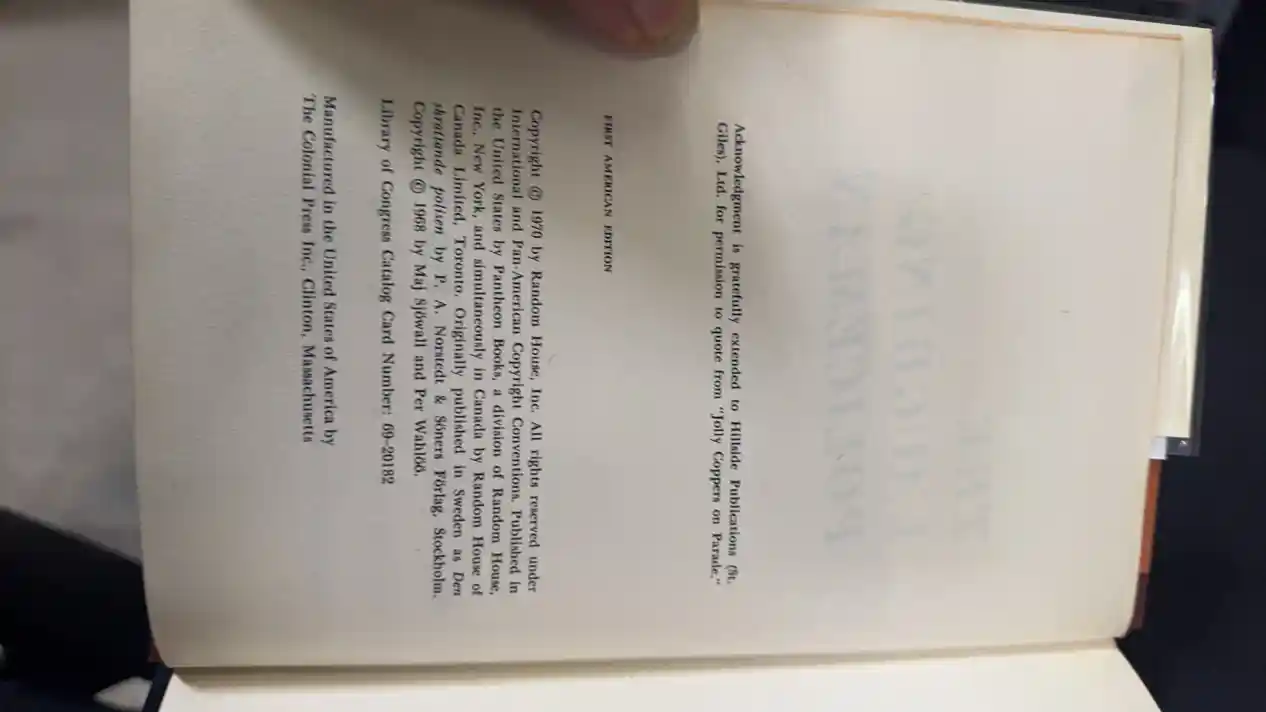 Acknowledgment is gratefully extended to Hillside Publications (St.
Giles), Ltd. for permission to quote from "Jolly Coppers on Parade."
FIRST AMERICAN EDITION
Copyright © 1970 by Random House, Inc. All rights reserved under
International and Pan-American Copyright Conventions. Published in
the United States by Pantheon Books, a division of Random House,
Inc., New York, and simultaneously in Canada by Random House of
Canada Limited, Toronto. Originally published in Sweden as Den
skrattande polisen by P. A. Norstedt & Söners Förlag, Stockholm.
Copyright © 1968 by Maj Sjöwall and Per Wahlöö.
Library of Congress Catalog Card Number: 69-20182
Manufactured in the United States of America by
The Colonial Press Inc., Clinton, Massachusetts